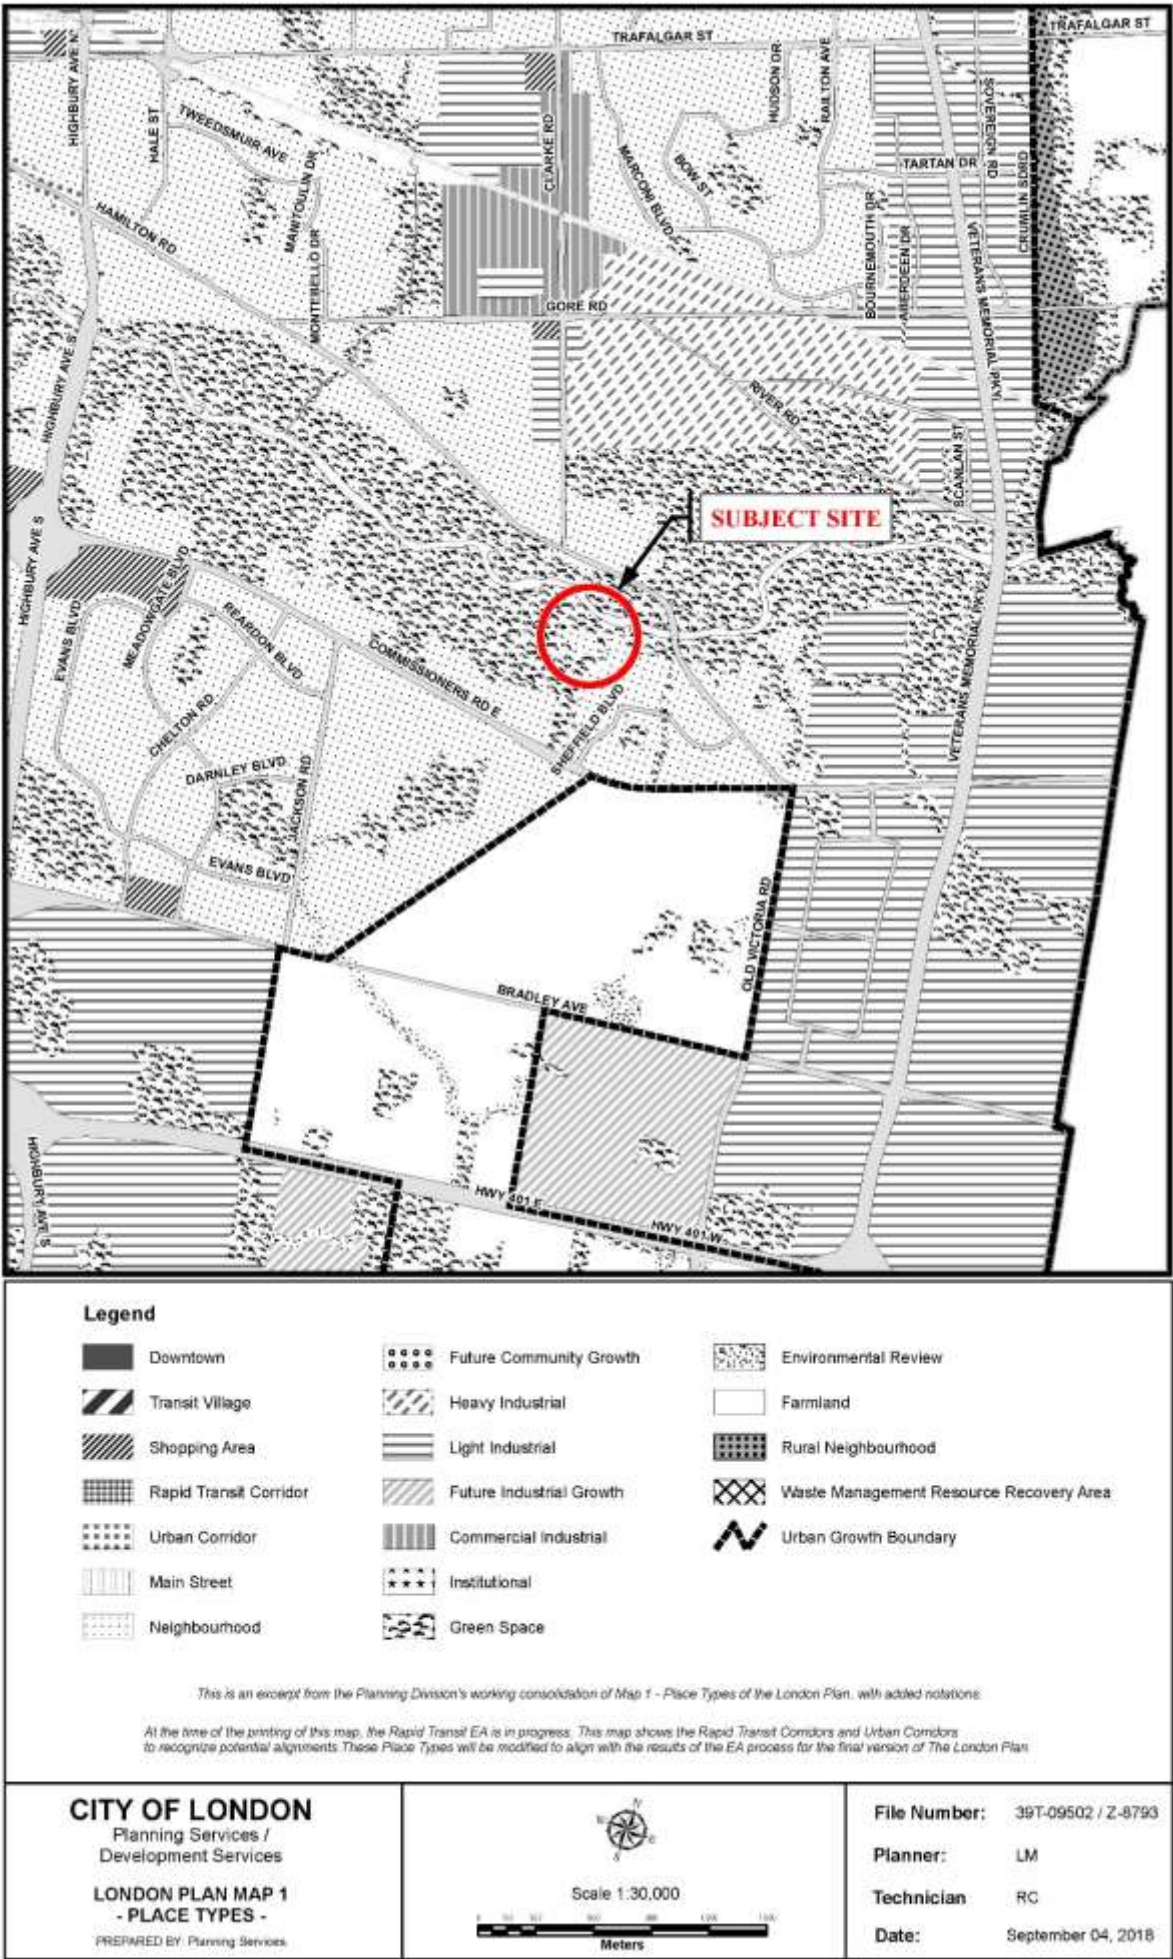 TRAFALGAR ST
TRAFALGAR ST
HIGHBURY AVE N
HALE ST
TWEEDSMUIR AVE
MANITOULIN DR
CLARKE RD
MARCONI BLVD
BOW ST
HUDSON DR
RAILTON AVE
TARTAN DR
SOVEREIGN RD
CRUMLIN SDRD
HAMILTON RD
MONTEBELLO DR
GORE RD
BOURNEMOUTH DR
ABERDEEN DR
VETERANS MEMORIAL PKY
HIGHBURY AVE S
RIVER RD
SCANLAN ST
SUBJECT SITE
HIGHBURY AVE S
EVANS BLVD
MEADOWGATE BLVD
REARDON BLVD
COMMISSIONERS RD E
CHELTON RD
SHEFFIELD BLVD
VETERANS MEMORIAL PKY
DARNLEY BLVD
JACKSON RD
EVANS BLVD
OLD VICTORIA RD
BRADLEY AVE
HIGHBURY AVE S
HWY 401 E
HWY 401 W
Legend
Downtown
Transit Village
Shopping Area
Rapid Transit Corridor
Urban Corridor
Main Street
Neighbourhood
Future Community Growth
Heavy Industrial
Light Industrial
Future Industrial Growth
Commercial Industrial
Institutional
Green Space
Environmental Review
Farmland
Rural Neighbourhood
Waste Management Resource Recovery Area
Urban Growth Boundary
This is an excerpt from the Planning Division's working consolidation of Map 1 - Place Types of the London Plan, with added notations.
At the time of the printing of this map, the Rapid Transit EA is in progress. This map shows the Rapid Transit Corridors and Urban Corridors
to recognize potential alignments. These Place Types will be modified to align with the results of the EA process for the final version of The London Plan
CITY OF LONDON
Planning Services /
Development Services
LONDON PLAN MAP 1
- PLACE TYPES -
PREPARED BY: Planning Services
N
W
E
S
Scale 1:30,000
Meters
File Number: 39T-09502 / Z-8793
Planner: LM
Technician RC
Date: September 04, 2018